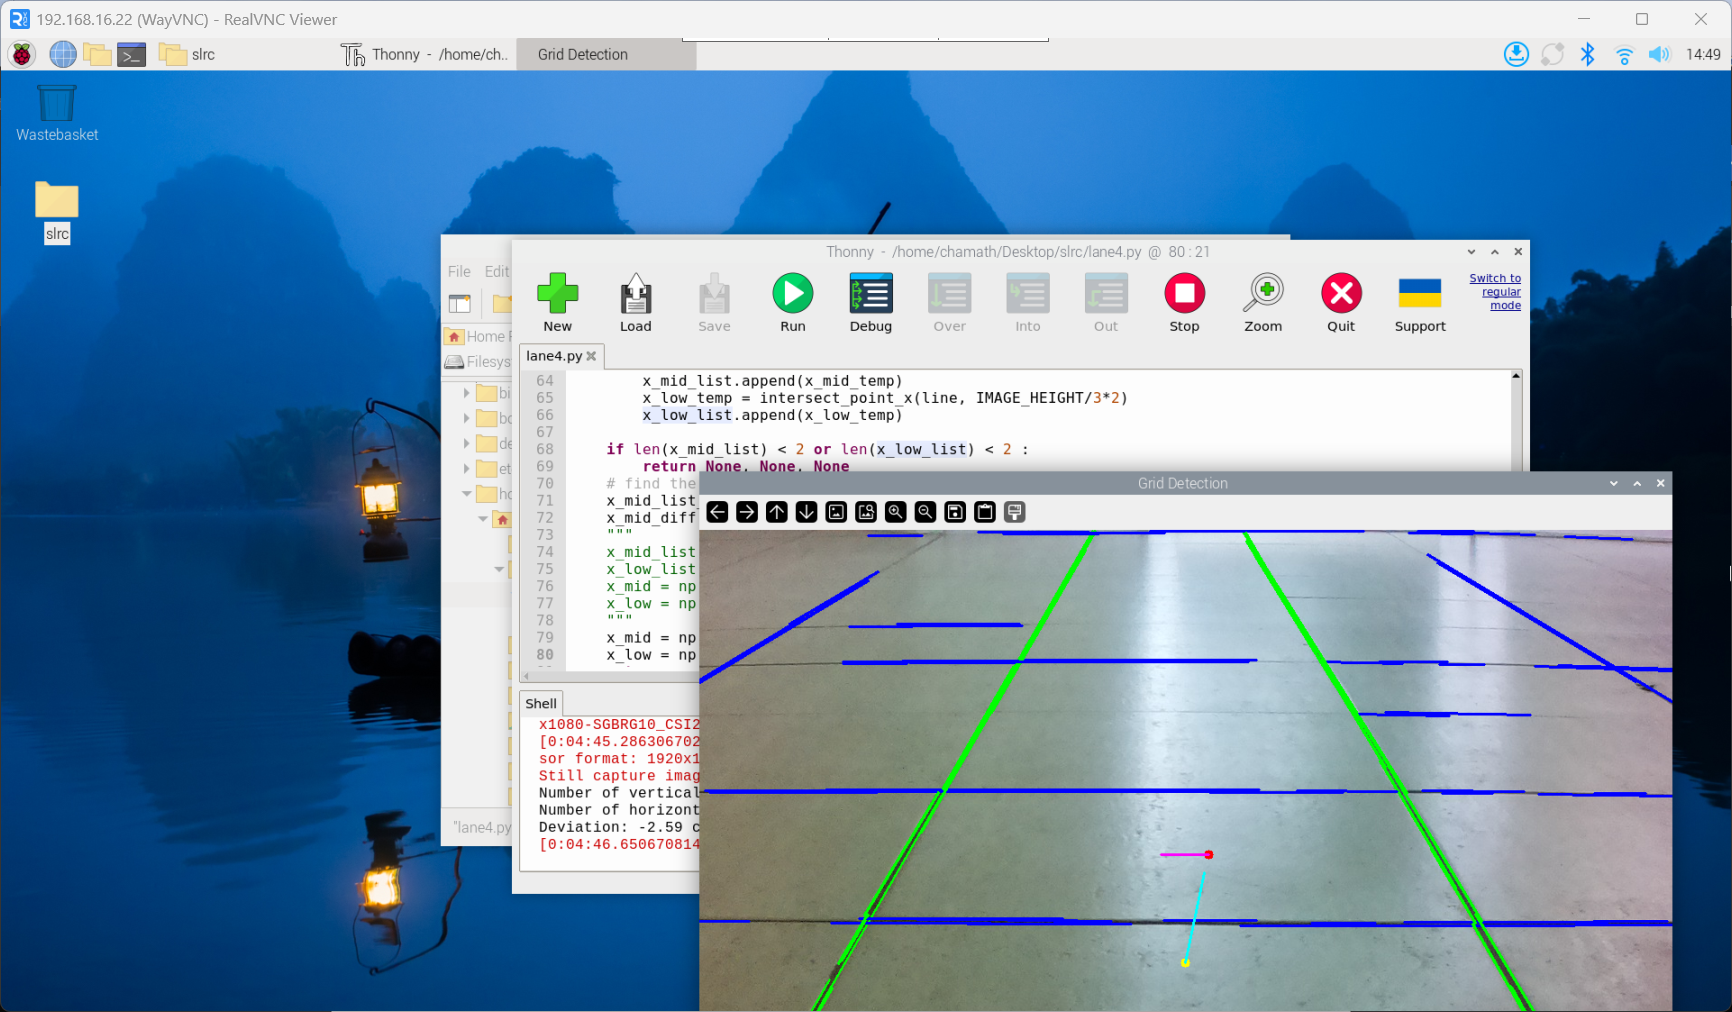 192.168.16.22 (WayVNC) - RealVNC Viewer
slrc
Thonny - /home/ch..
Grid Detection
14:49
Wastebasket
slrc
File Edit
Home
Filesys
"lane4.py
Thonny - /home/chamath/Desktop/slrc/lane4.py @ 80 : 21
New
Load
Save
Run
Debug
Over
Into
Out
Stop
Zoom
Quit
Support
Switch to
regular
mode
lane4.py
64 x_mid_list.append(x_mid_temp)
65 x_low_temp = intersect_point_x(line, IMAGE_HEIGHT/3*2)
66 x_low_list.append(x_low_temp)
67
68 if len(x_mid_list) < 2 or len(x_low_list) < 2 :
69 return None, None, None
70 # find the
71 x_mid_list
72 x_mid_diff
73 """
74 x_mid_list
75 x_low_list
76 x_mid = np
77 x_low = np
78 """
79 x_mid = np
80 x_low = np
Shell
x1080-SGBRG10_CSI2
[0:04:45.286306702
sor format: 1920x1
Still capture imag
Number of vertical
Number of horizont
Deviation: -2.59 c
[0:04:46.650670814
Grid Detection